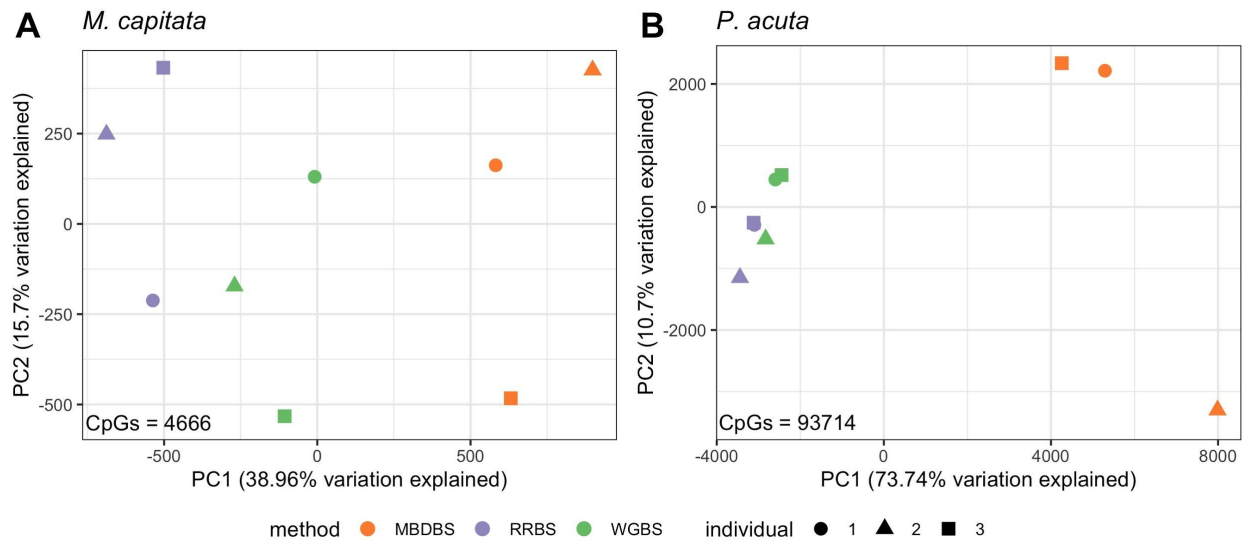 A
M. capitata
PC2 (15.7% variation explained)
250
0
-250
-500
CpGs = 4666
-500
0
500
PC1 (38.96% variation explained)
B
P. acuta
PC2 (10.7% variation explained)
2000
0
-2000
CpGs = 93714
-4000
0
4000
8000
PC1 (73.74% variation explained)
method MBDBS RRBS WGBS individual 1 2 3